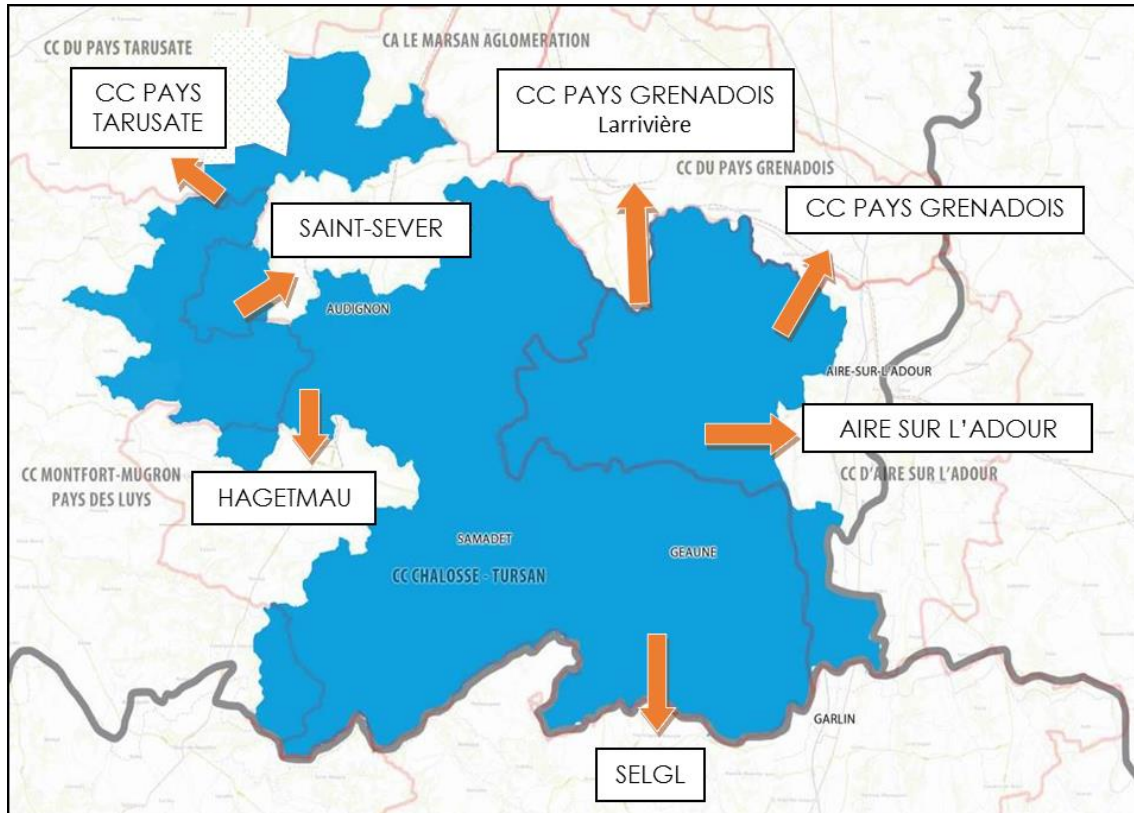 CC DU PAYS TARUSATE
CA LE MARSAN AGLOMERATION
CC PAYS
TARUSATE
CC PAYS GRENADOIS
Larrivière
CC DU PAYS GRENADOIS
CC PAYS GRENADOIS
SAINT-SEVER
AUDIGNON
AIRE-SUR-L'ADOUR
AIRE SUR L'ADOUR
CC D'AIRE SUR L'ADOUR
CC MONTFORT-MUGRON
PAYS DES LUYS
HAGETMAU
SAMADET
GEAUNE
CC CHALOSSE - TURSAN
GARLIN
SELGL